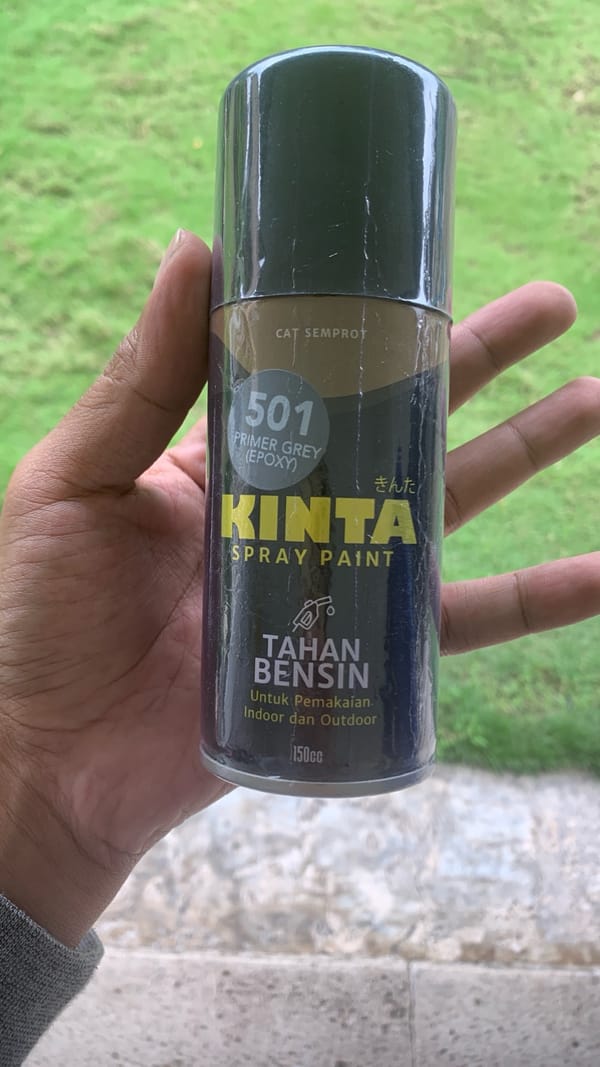 CAT SEMPROT
501
PRIMER GREY
(EPOXY)
きんた
KINTA
SPRAY PAINT
TAHAN
BENSIN
Untuk Pemakaian
Indoor dan Outdoor
150cc